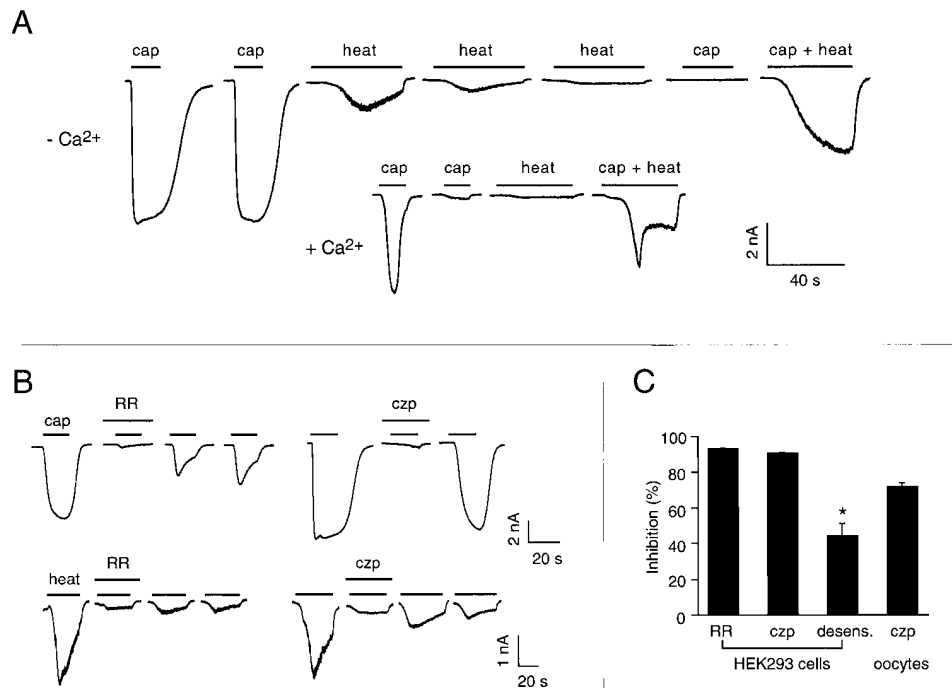 A
cap cap heat heat heat cap cap + heat
- Ca2+
cap cap heat cap + heat
+ Ca2+
2 nA
40 s
B
RR czp
cap
2 nA
20 s
RR czp
heat
1 nA
20 s
C
Inhibition (%)
100
80
60
40
20
0
*
RR czp desens. czp
HEK293 cells oocytes